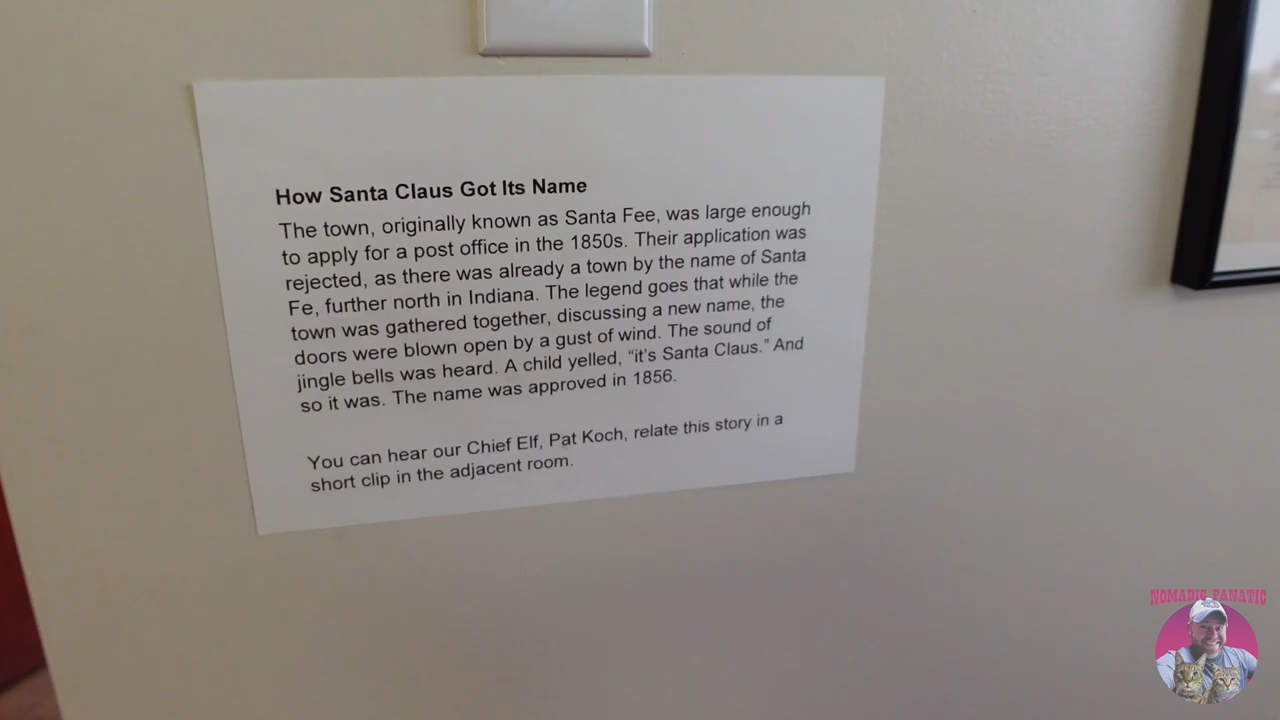 How Santa Claus Got Its Name
The town, originally known as Santa Fee, was large enough
to apply for a post office in the 1850s. Their application was
rejected, as there was already a town by the name of Santa
Fe, further north in Indiana. The legend goes that while the
town was gathered together, discussing a new name, the
doors were blown open by a gust of wind. The sound of
jingle bells was heard. A child yelled, “it’s Santa Claus.” And
so it was. The name was approved in 1856.
You can hear our Chief Elf, Pat Koch, relate this story in a
short clip in the adjacent room.
NOMADIC FANATIC